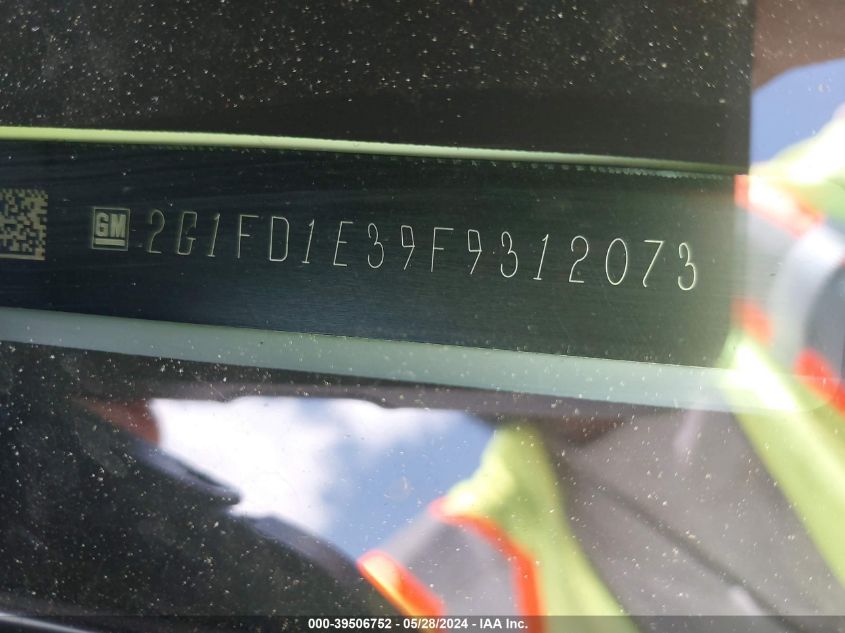 GM 2G1FD1E39F9312073
000-39506752 - 05/28/2024 - IAA Inc.